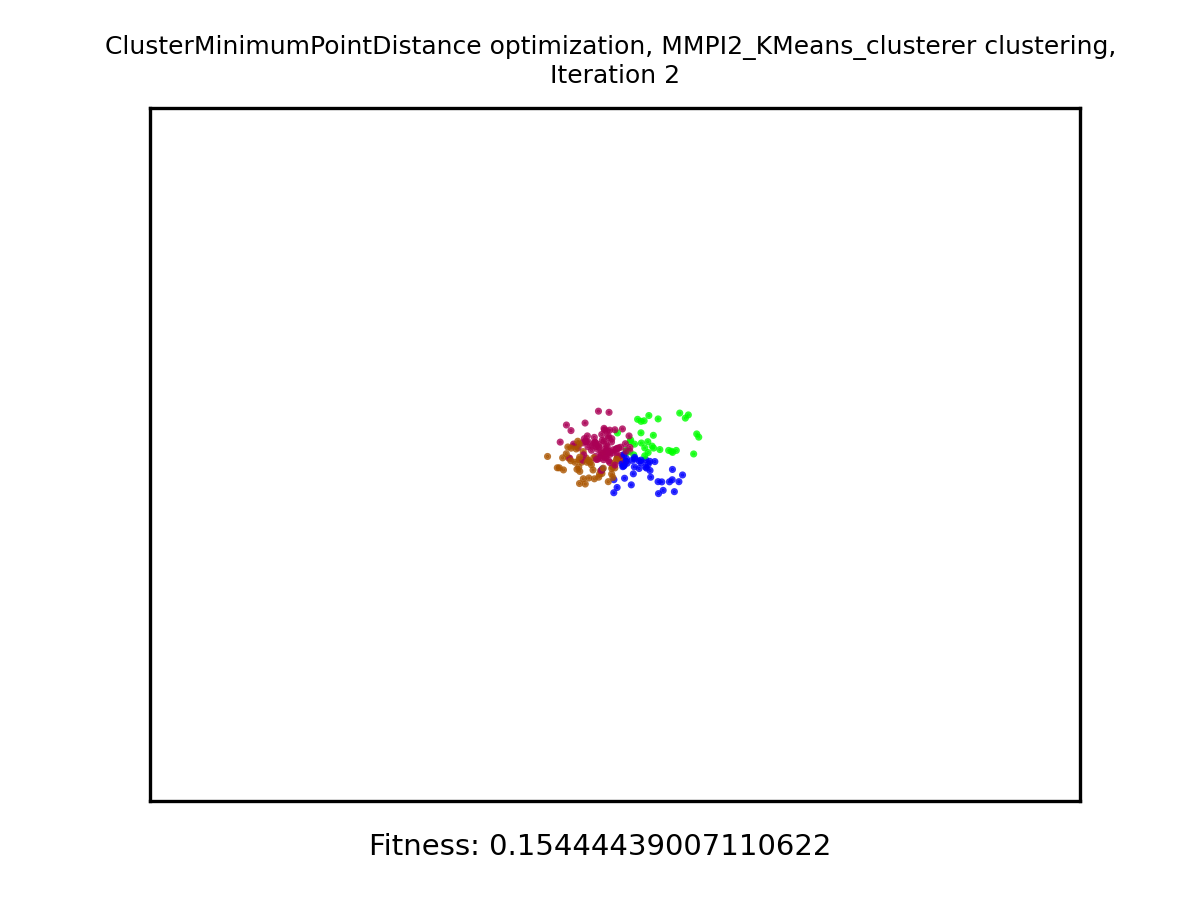 ClusterMinimumPointDistance optimization, MMPI2_KMeans_clusterer clustering,
Iteration 2
Fitness: 0.15444439007110622